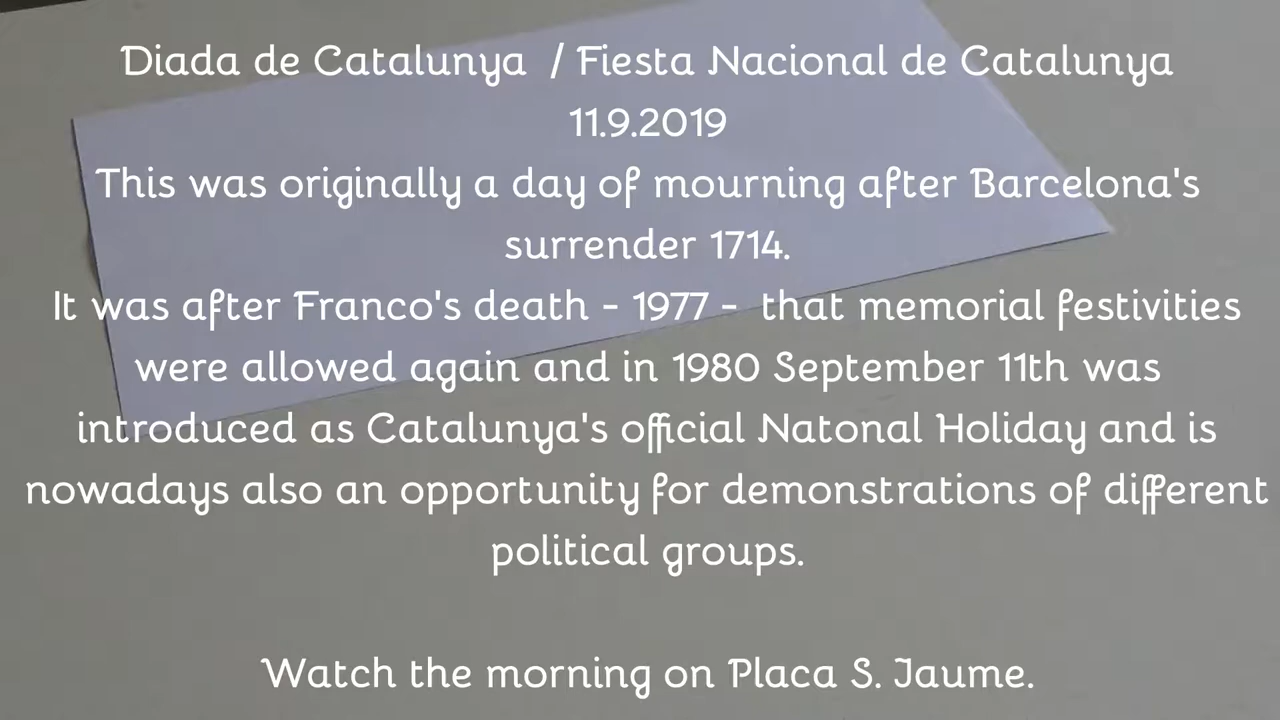 Diada de Catalunya / Fiesta Nacional de Catalunya
11.9.2019
This was originally a day of mourning after Barcelona's
surrender 1714.
It was after Franco's death - 1977 - that memorial festivities
were allowed again and in 1980 September 11th was
introduced as Catalunya's official Natonal Holiday and is
nowadays also an opportunity for demonstrations of different
political groups.
Watch the morning on Placa S. Jaume.